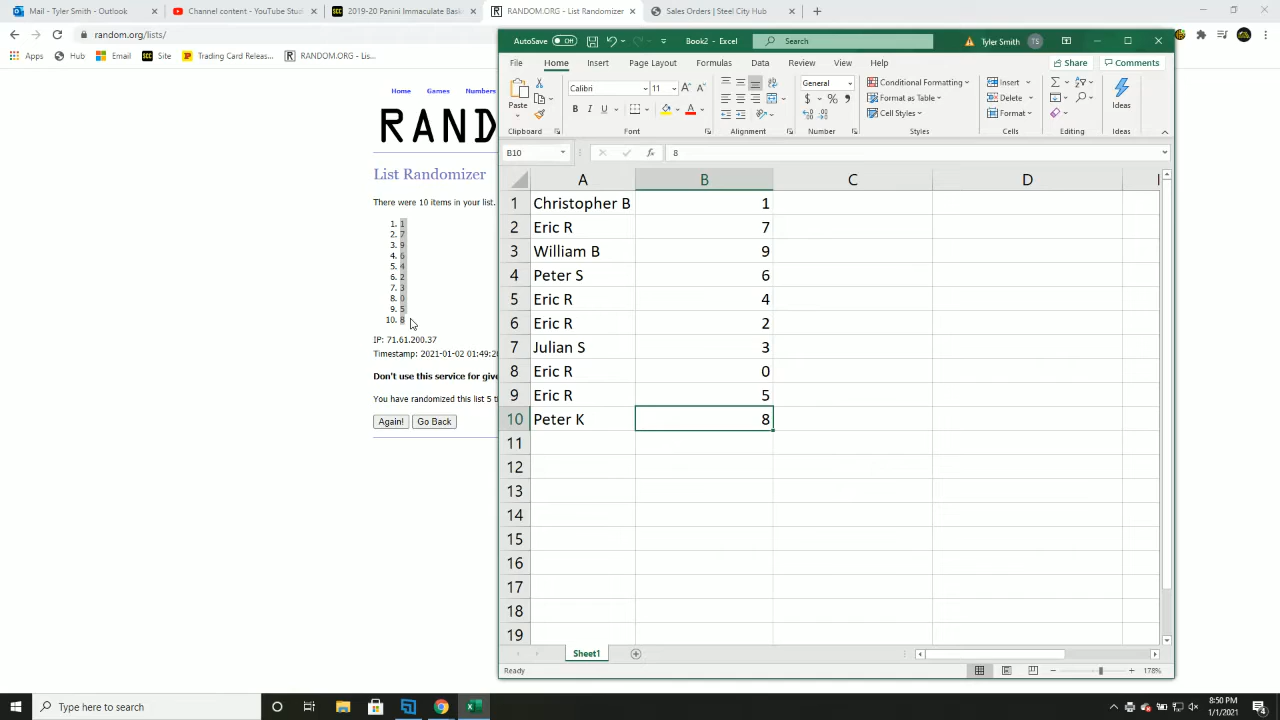 Mail - Tyler Smith - Outlook
Channel content - YouTube Stud
2019-20 Panini Immaculate Bask
RANDOM.ORG - List Randomizer
Sales Orders | Steel City Hub
random.org/lists/
Apps
Hub
Email
Site
Trading Card Releas...
RANDOM.ORG - Lis...
AutoSave
Off
Book2 - Excel
Search
Tyler Smith
TS
File
Home
Insert
Page Layout
Formulas
Data
Review
View
Help
Share
Comments
Paste
Calibri
11
General
Conditional Formatting
Format as Table
Cell Styles
Insert
Delete
Format
Ideas
Clipboard
Font
Alignment
Number
Styles
Cells
Editing
Ideas
B10
8
Home
Games
Numbers
RAND
List Randomizer
There were 10 items in your list.
1. 1
2. 7
3. 9
4. 6
5. 4
6. 2
7. 3
8. 0
9. 5
10. 8
IP: 71.61.200.37
Timestamp: 2021-01-02 01:49:2
Don't use this service for give
You have randomized this list 5 t
Again!
Go Back
A B C D
1 Christopher B 1
2 Eric R 7
3 William B 9
4 Peter S 6
5 Eric R 4
6 Eric R 2
7 Julian S 3
8 Eric R 0
9 Eric R 5
10 Peter K 8
11
12
13
14
15
16
17
18
19
Sheet1
Ready
178%
Type here to search
8:50 PM
1/1/2021
4